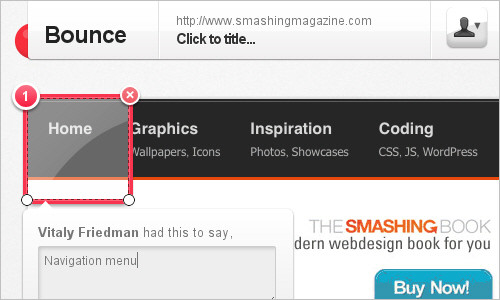 Bounce
http://www.smashingmagazine.com
Click to title...
1
Home
Graphics
Inspiration
Coding
Wallpapers, Icons
Photos, Showcases
CSS, JS, WordPress
Vitaly Friedman had this to say,
Navigation menu
THE SMASHING BOOK
dern webdesign book for you
Buy Now!